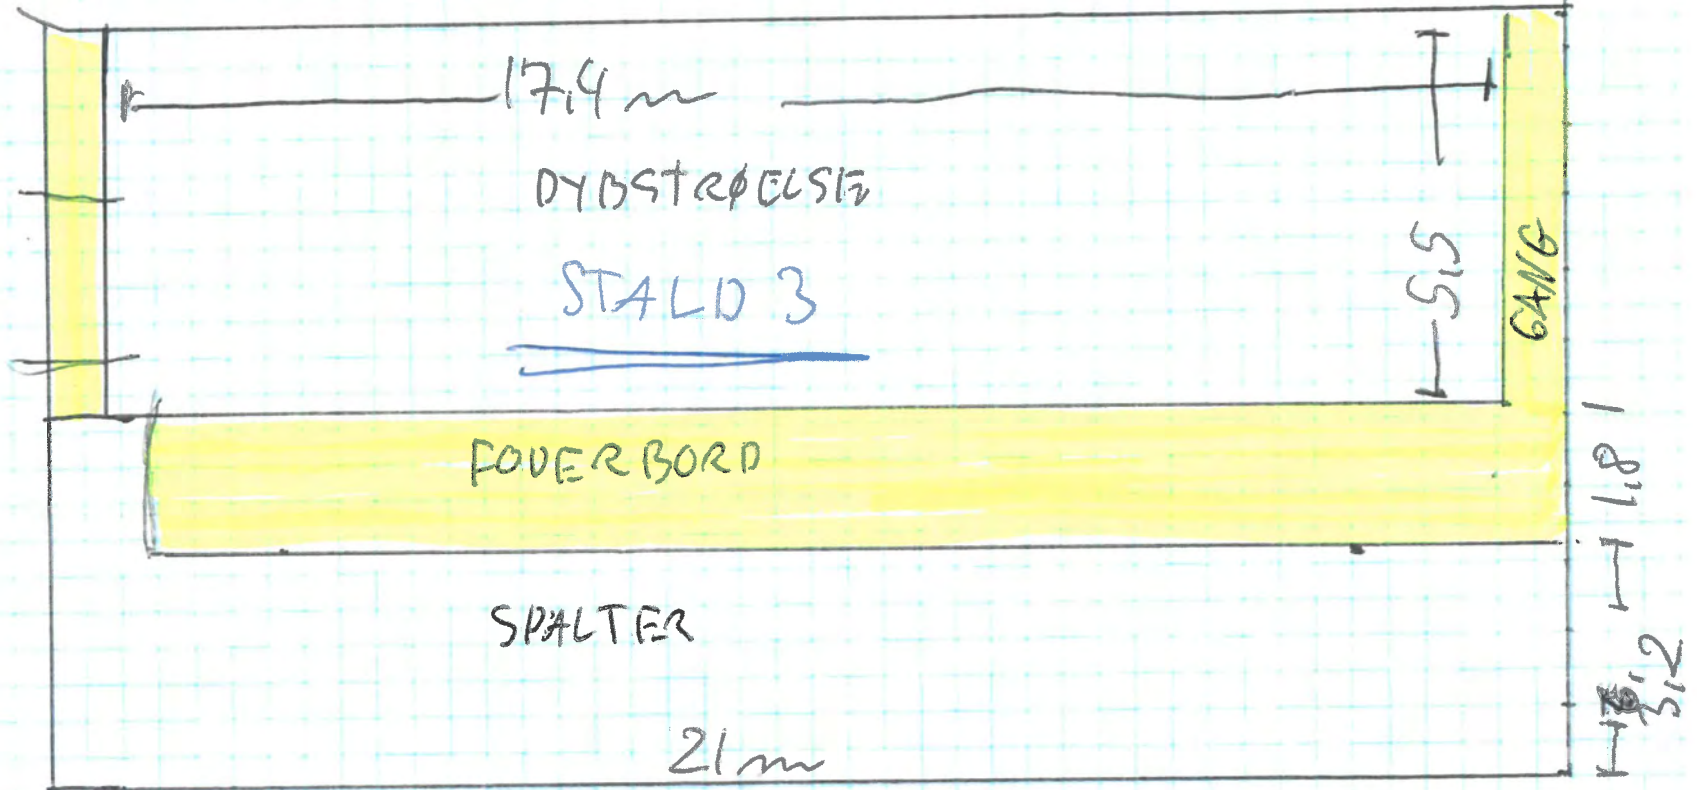 17,4 m
DYBSTRØELSE
STALD 3
5,5
GANG
FODERBORD
1,8
SPALTER
3,2
21 m